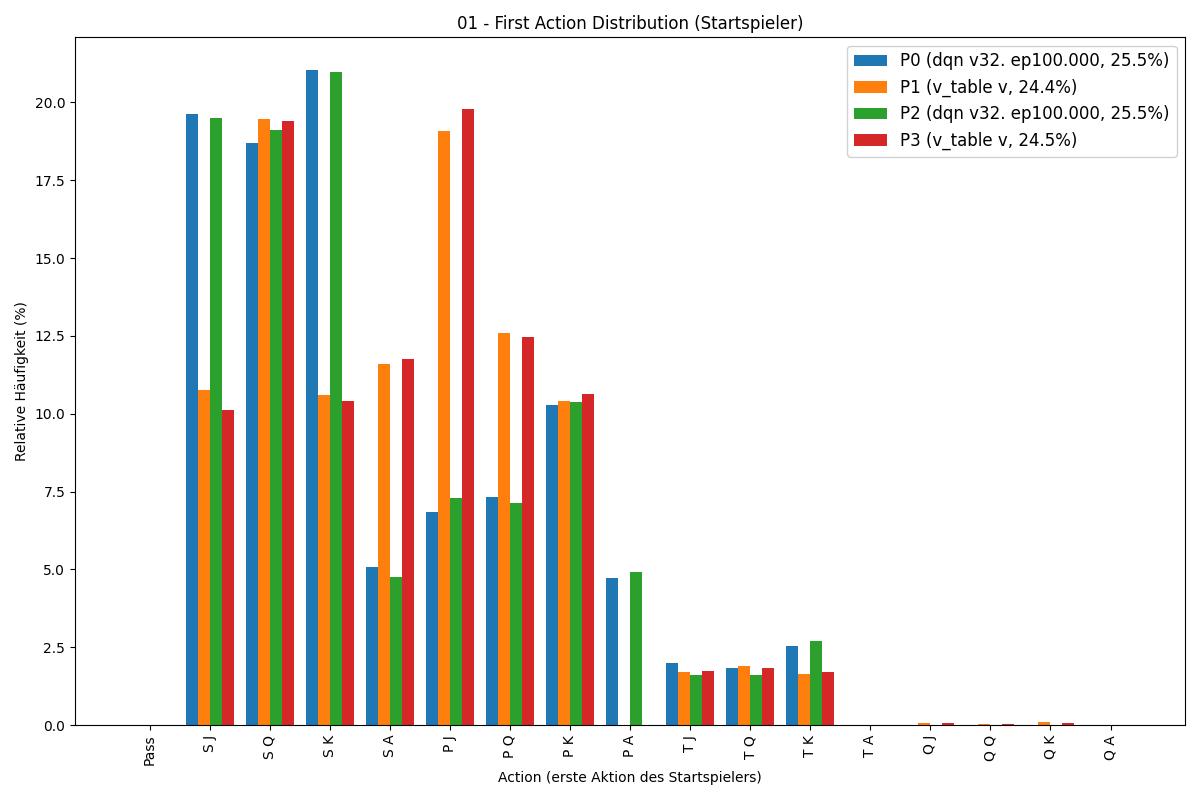 01 - First Action Distribution (Startspieler)
P0 (dqn v32. ep100.000, 25.5%)
P1 (v_table v, 24.4%)
P2 (dqn v32. ep100.000, 25.5%)
P3 (v_table v, 24.5%)
Relative Häufigkeit (%)
20.0
17.5
15.0
12.5
10.0
7.5
5.0
2.5
0.0
Pass
S J
S Q
S K
S A
P J
P Q
P K
P A
T J
T Q
T K
T A
Q J
Q Q
Q K
Q A
Action (erste Aktion des Startspielers)